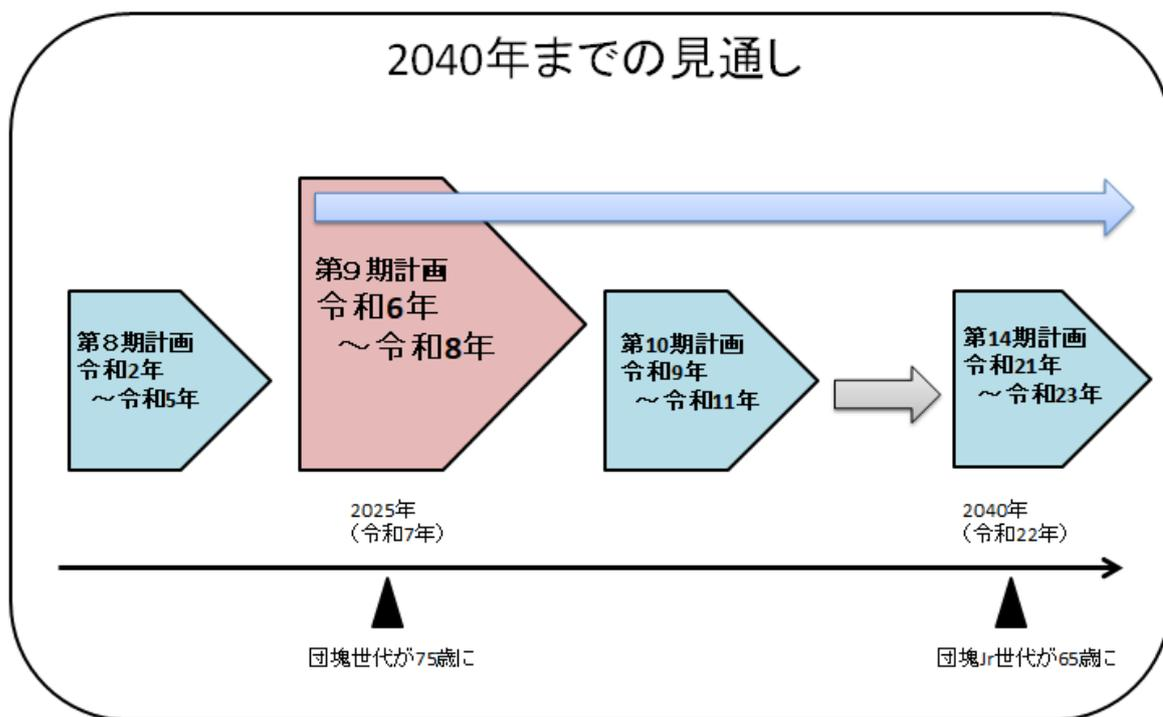 2040年までの見通し
第8期計画
令和2年
～令和5年
第9期計画
令和6年
～令和8年
第10期計画
令和9年
～令和11年
第14期計画
令和21年
～令和23年
2025年
（令和7年）
2040年
（令和22年）
団塊世代が75歳に
団塊Jr世代が65歳に